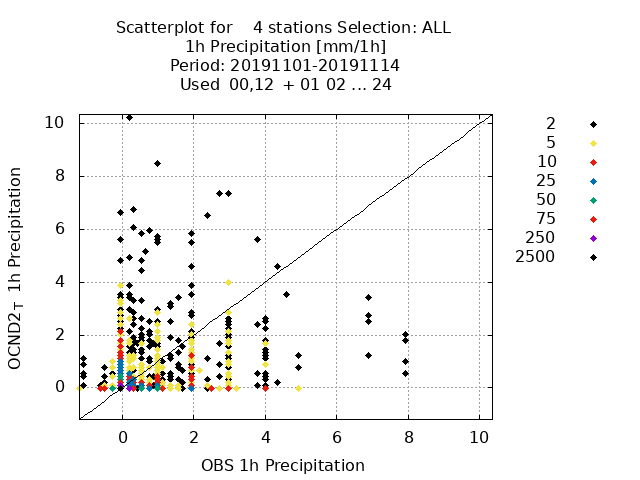 Scatterplot for 4 stations Selection: ALL
1h Precipitation [mm/1h]
Period: 20191101-20191114
Used 00,12 + 01 02 ... 24
10
8
6
4
2
0
0 2 4 6 8 10
OCND2T 1h Precipitation
OBS 1h Precipitation
2
5
10
25
50
75
250
2500